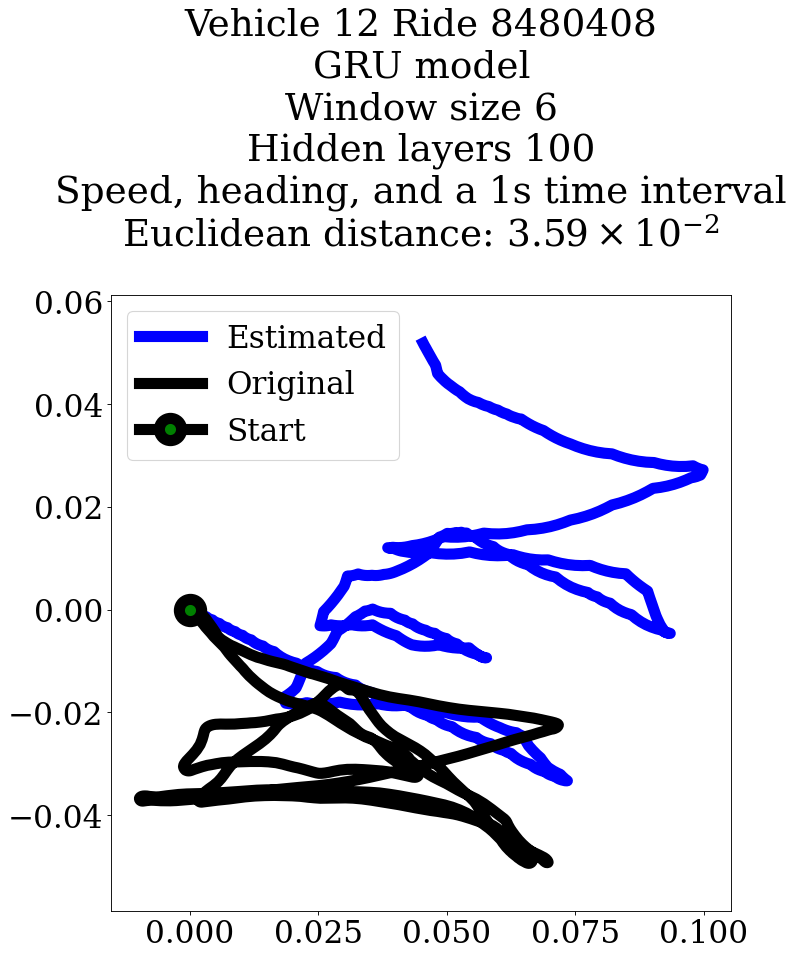 Vehicle 12 Ride 8480408
GRU model
Window size 6
Hidden layers 100
Speed, heading, and a 1s time interval
Euclidean distance: 3.59 × 10⁻²
0.06
0.04
0.02
0.00
−0.02
−0.04
Estimated
Original
Start
0.000 0.025 0.050 0.075 0.100